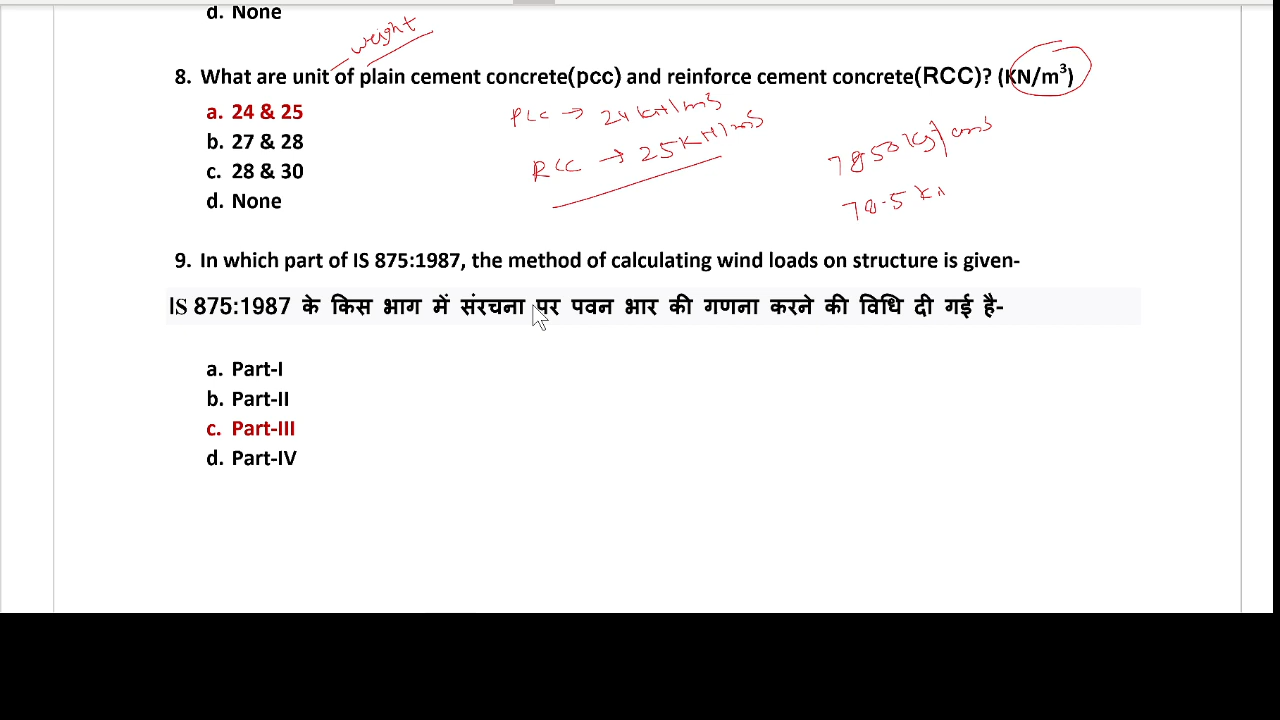 d. None
weight
8. What are unit of plain cement concrete(pcc) and reinforce cement concrete(RCC)? (KN/m³)
a. 24 & 25
PCC → 24 KN/m³
b. 27 & 28
RCC → 25 KN/m³
7850 kg/m³
c. 28 & 30
d. None
78.5 KN
9. In which part of IS 875:1987, the method of calculating wind loads on structure is given-
IS 875:1987 के किस भाग में संरचना पर पवन भार की गणना करने की विधि दी गई है-
a. Part-I
b. Part-II
c. Part-III
d. Part-IV